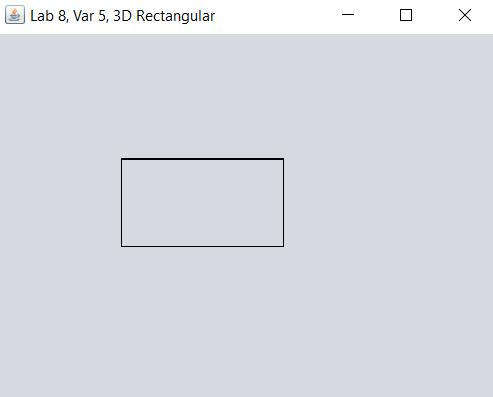 Lab 8, Var 5, 3D Rectangular